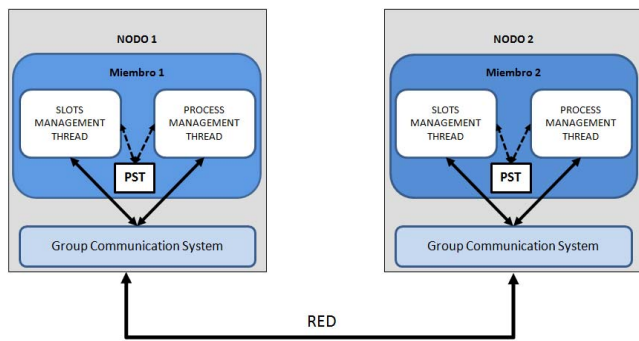 NODO 1
Miembro 1
SLOTS
MANAGEMENT
THREAD
PROCESS
MANAGEMENT
THREAD
PST
Group Communication System
NODO 2
Miembro 2
SLOTS
MANAGEMENT
THREAD
PROCESS
MANAGEMENT
THREAD
PST
Group Communication System
RED